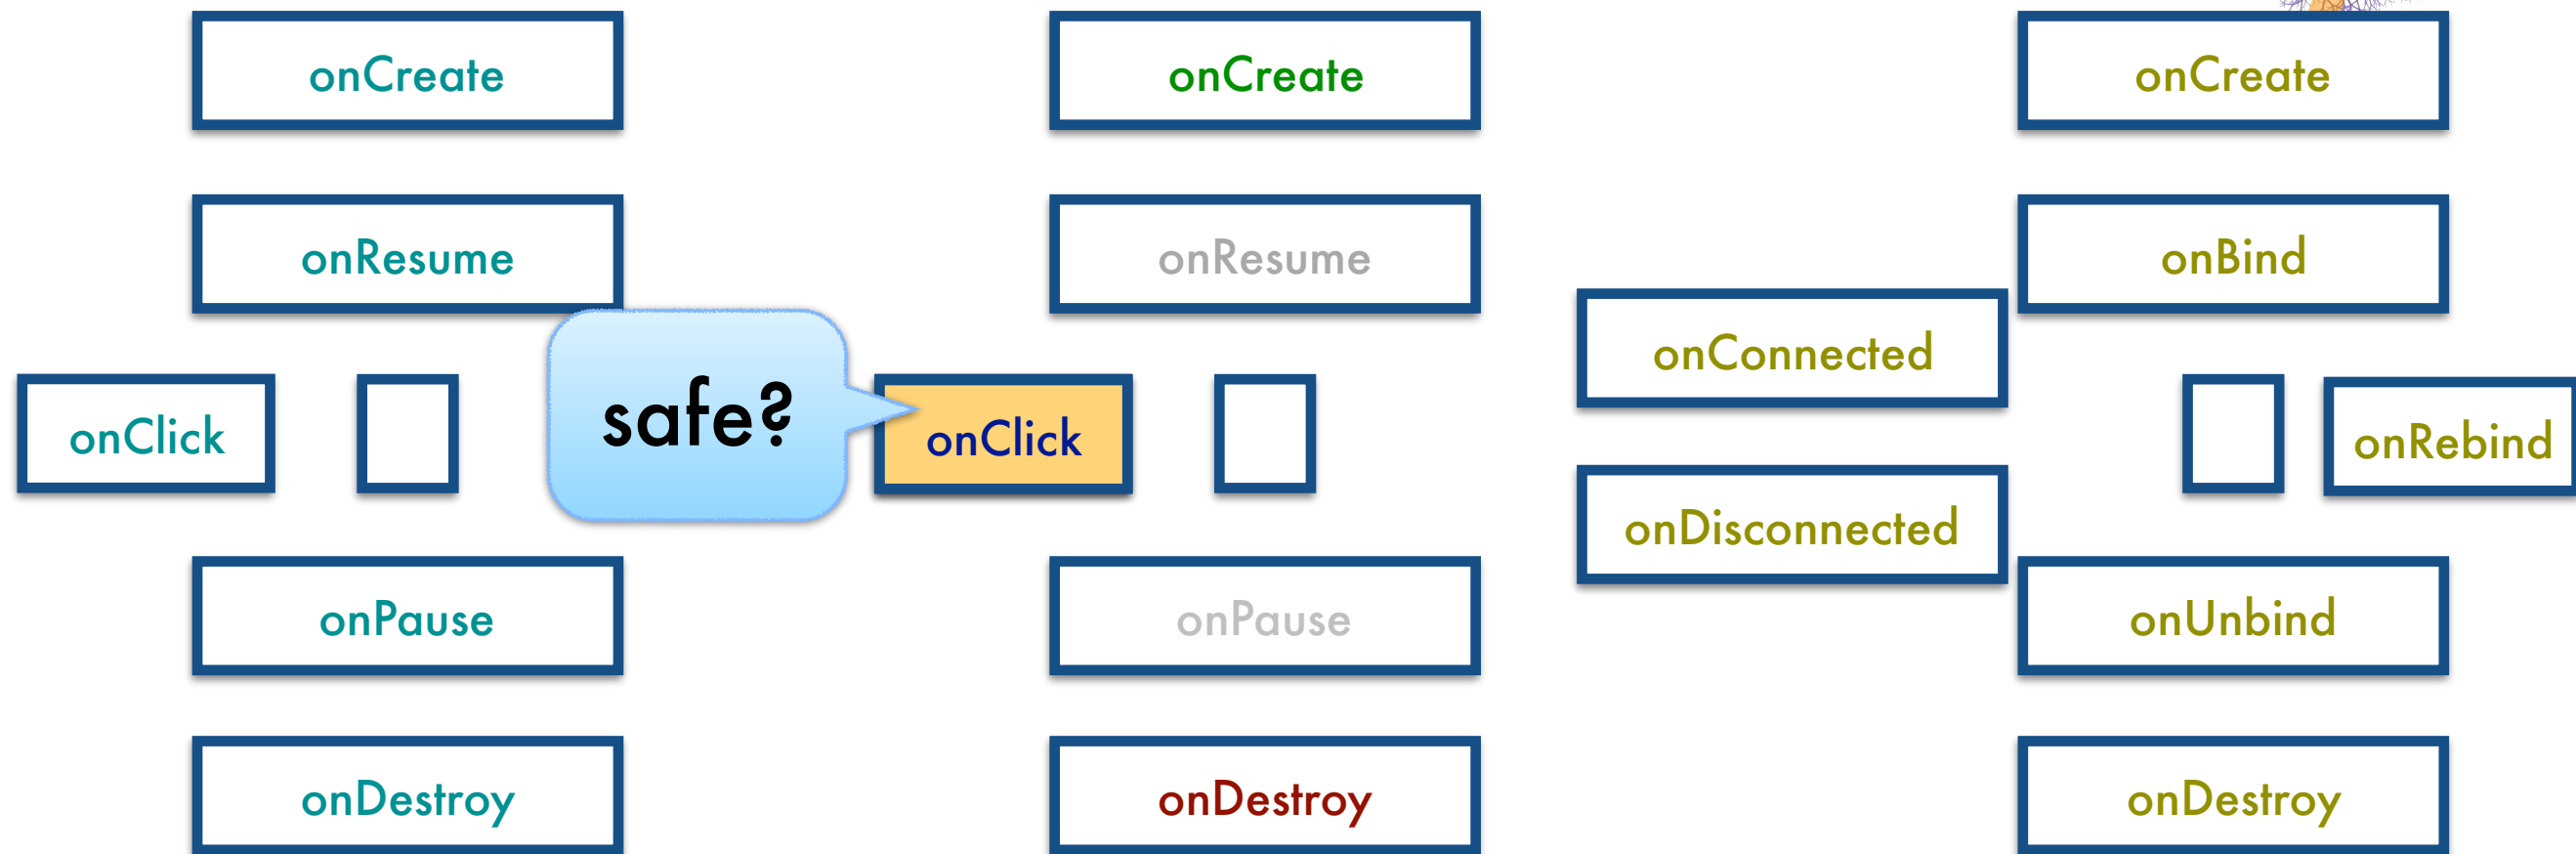 onCreate
onCreate
onCreate
onResume
onResume
onBind
onConnected
onClick
safe?
onClick
onRebind
onDisconnected
onPause
onPause
onUnbind
onDestroy
onDestroy
onDestroy